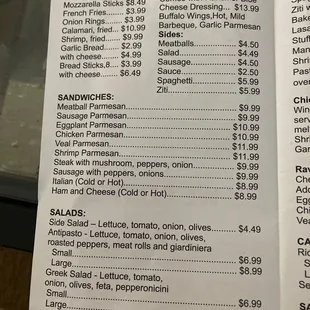 Mozzarella Sticks $8.49
French Fries............$3.99
Onion Rings............$3.99
Calamari, fried....$10.99
Shrimp, fried.........$9.99
Garlic Bread..........$2.99
with cheese............$4.99
Bread Sticks,8......$3.99
with cheese............$6.49
Cheese Dressing... $13.99
Buffalo Wings,Hot, Mild
Barbeque, Garlic Parmesan
Sides:
Meatballs....................$4.50
Salad...........................$4.49
Sausage......................$4.50
Sauce..........................$2.50
Spaghetti.....................$5.99
Ziti...............................$5.99
SANDWICHES:
Meatball Parmesan....................................$9.99
Sausage Parmesan....................................$9.99
Eggplant Parmesan..................................$10.99
Chicken Parmesan...................................$10.99
Veal Parmesan.........................................$11.99
Shrimp Parmesan.....................................$11.99
Steak with mushroom, peppers, onion......$9.99
Sausage with peppers, onions..................$9.99
Italian (Cold or Hot)...................................$8.99
Ham and Cheese (Cold or Hot)..................$8.99
SALADS:
Side Salad – Lettuce, tomato, onion, olives.......$4.49
Antipasto - Lettuce, tomato, onion, olives,
roasted peppers, meat rolls and giardiniera
Small.........................................................$6.99
Large.........................................................$8.99
Greek Salad - Lettuce, tomato,
onion, olives, feta, pepperoncini
Small.........................................................$6.99
Large